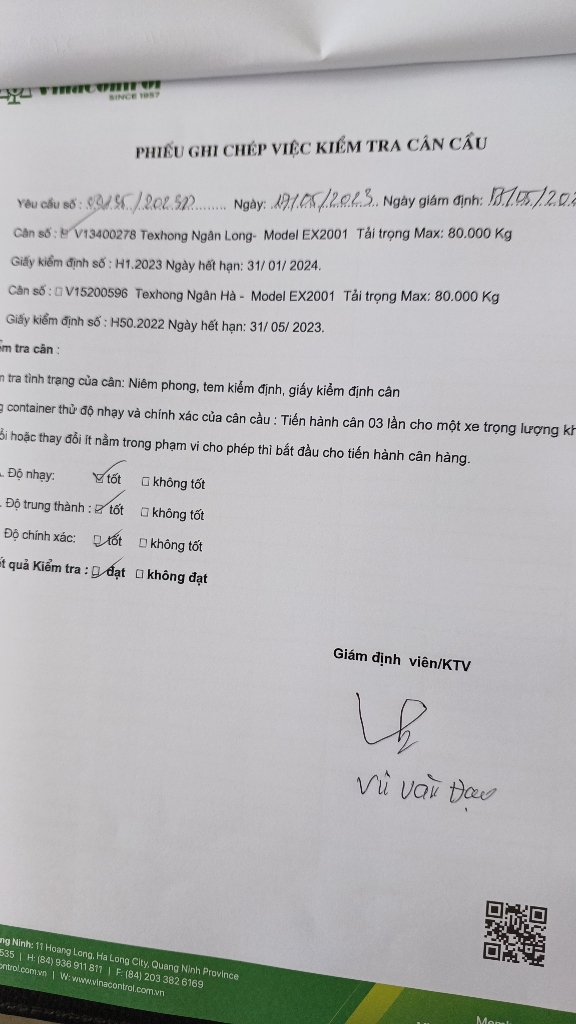 Vinacontrol
SINCE 1957
PHIẾU GHI CHÉP VIỆC KIỂM TRA CÂN CẦU
Yêu cầu số : .......... Ngày: /05/2023.. Ngày giám định: /05/202
Cân số : ☑ V13400278 Texhong Ngân Long- Model EX2001 Tải trọng Max: 80.000 Kg
Giấy kiểm định số : H1.2023 Ngày hết hạn: 31/ 01/ 2024.
Cân số : ☐ V15200596 Texhong Ngân Hà - Model EX2001 Tải trọng Max: 80.000 Kg
Giấy kiểm định số : H50.2022 Ngày hết hạn: 31/ 05/ 2023.
m tra cân :
tra tình trạng của cân: Niêm phong, tem kiểm định, giấy kiểm định cân
g container thử độ nhạy và chính xác của cân cầu : Tiến hành cân 03 lần cho một xe trọng lượng kh
ổi hoặc thay đổi ít nằm trong phạm vi cho phép thì bắt đầu cho tiến hành cân hàng.
. Độ nhạy: ☑ tốt ☐ không tốt
. Độ trung thành : ☑ tốt ☐ không tốt
Độ chính xác: ☑ tốt ☐ không tốt
ết quả Kiểm tra : ☑ đạt ☐ không đạt
Giám định viên/KTV
Vũ Văn Đạo
ng Ninh: 11 Hoang Long, Ha Long City, Quang Ninh Province
535 | H: (84) 936 911 811 | F: (84) 203 382 6169
ontrol.com.vn | W: www.vinacontrol.com.vn